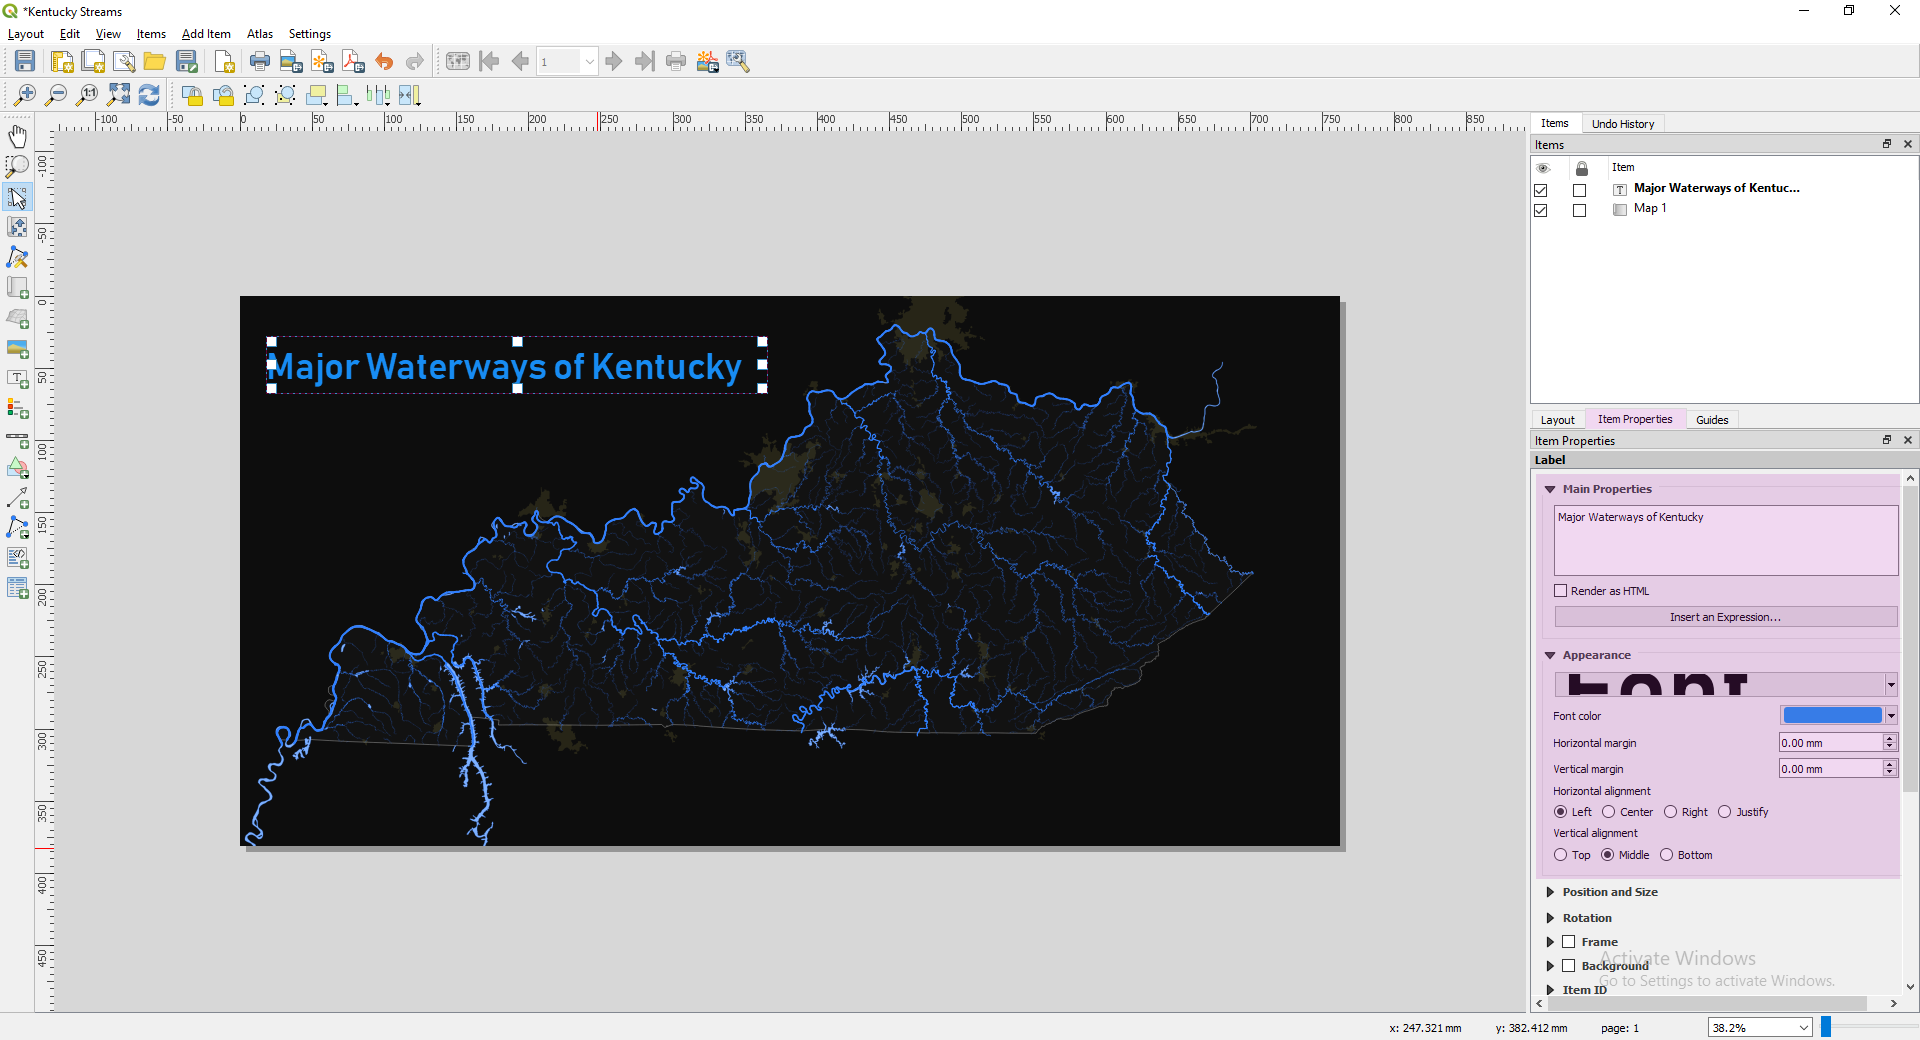 *Kentucky Streams
Layout Edit View Items Add Item Atlas Settings
1
1:1
-100 -50 0 50 100 150 200 250 300 350 400 450 500 550 600 650 700 750 800 850
-100
-50
0
50
100
150
200
250
300
350
400
450
Major Waterways of Kentucky
Items Undo History
Items
Item
T Major Waterways of Kentuc...
Map 1
Layout Item Properties Guides
Item Properties
Label
Main Properties
Major Waterways of Kentucky
Render as HTML
Insert an Expression...
Appearance
Font
Font color
Horizontal margin 0.00 mm
Vertical margin 0.00 mm
Horizontal alignment
Left Center Right Justify
Vertical alignment
Top Middle Bottom
Position and Size
Rotation
Frame
Background
Item ID
Activate Windows
Go to Settings to activate Windows.
x: 247.321 mm y: 382.412 mm page: 1 38.2%